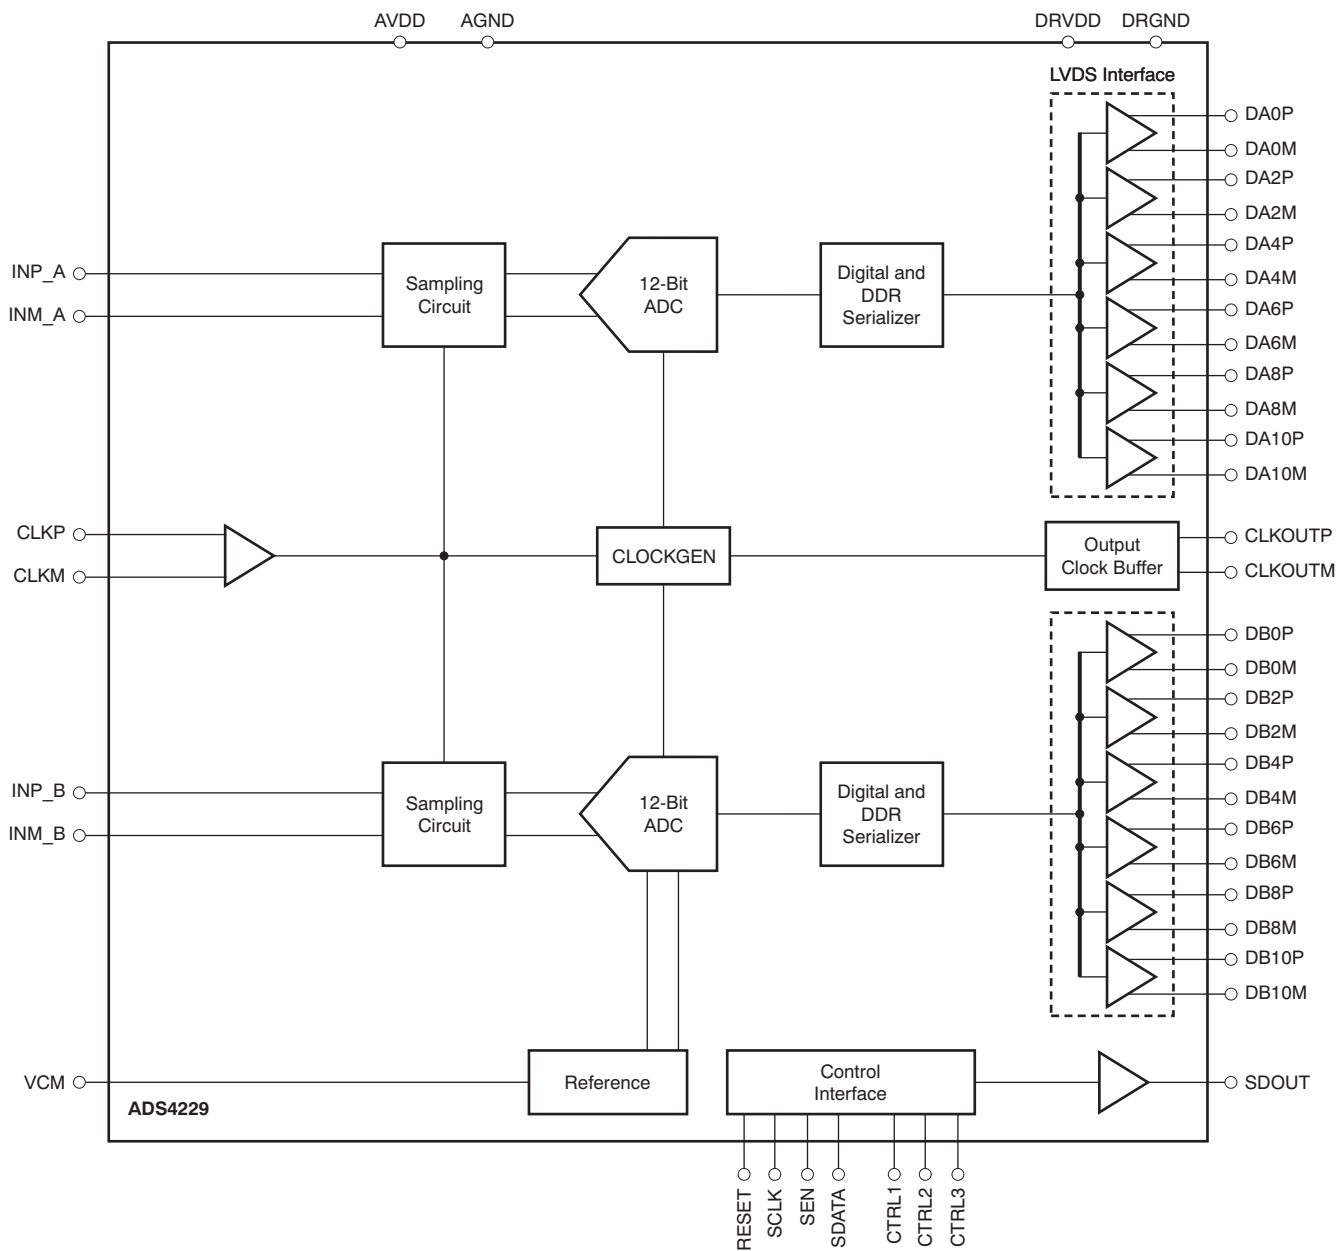 AVDD AGND DRVDD DRGND
LVDS Interface
DA0P
DA0M
DA2P
DA2M
DA4P
DA4M
DA6P
DA6M
DA8P
DA8M
DA10P
DA10M
INP_A
INM_A
Sampling
Circuit
12-Bit
ADC
Digital and
DDR
Serializer
CLKP
CLKM
CLOCKGEN
Output
Clock Buffer
CLKOUTP
CLKOUTM
DB0P
DB0M
DB2P
DB2M
DB4P
DB4M
DB6P
DB6M
DB8P
DB8M
DB10P
DB10M
INP_B
INM_B
Sampling
Circuit
12-Bit
ADC
Digital and
DDR
Serializer
VCM
Reference
Control
Interface
SDOUT
ADS4229
RESET
SCLK
SEN
SDATA
CTRL1
CTRL2
CTRL3